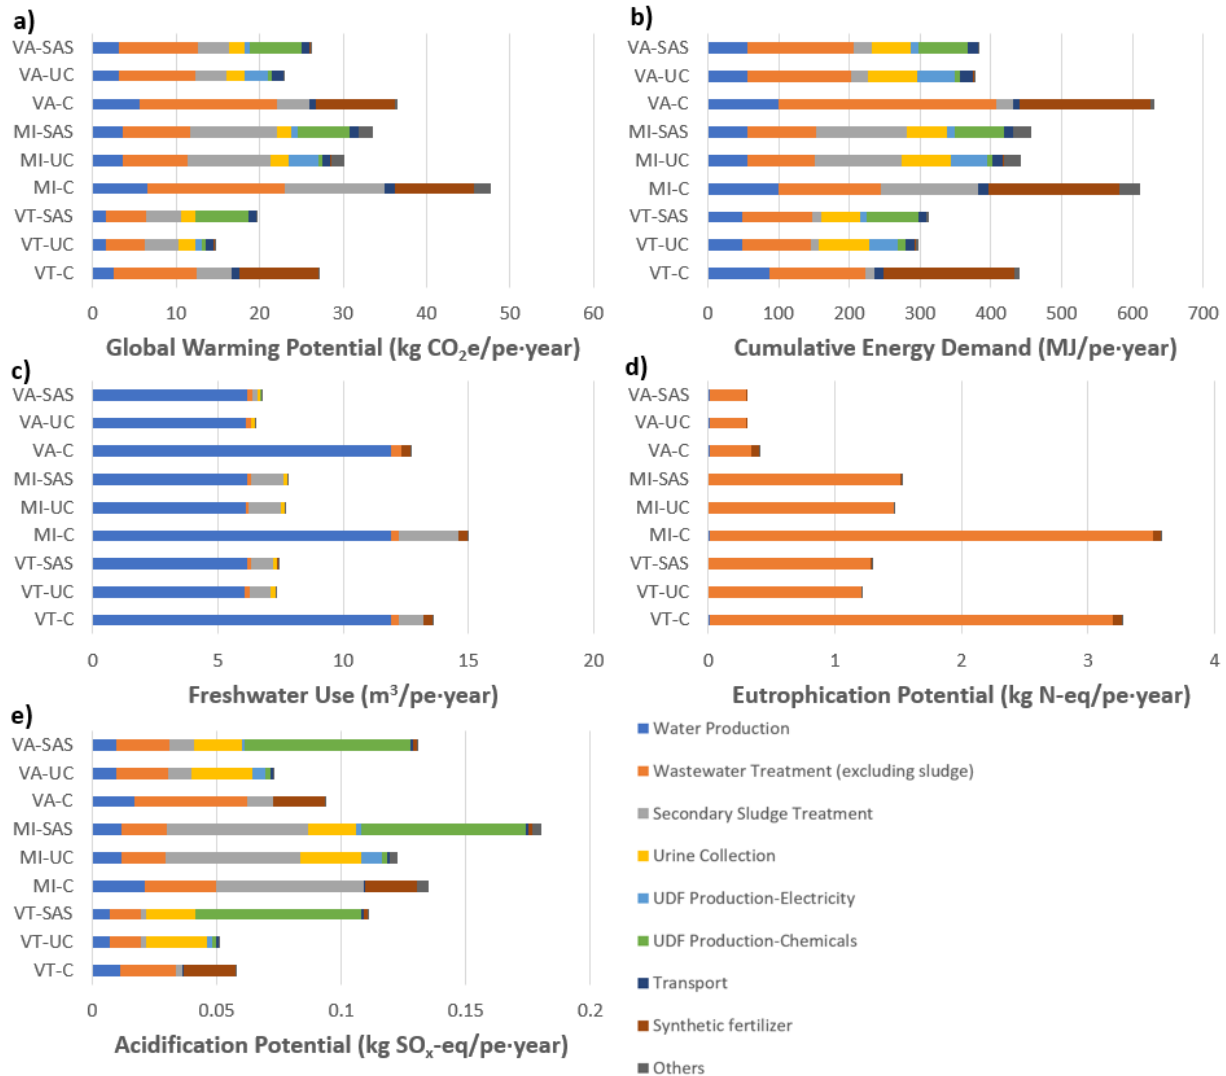 a)
VA-SAS
VA-UC
VA-C
MI-SAS
MI-UC
MI-C
VT-SAS
VT-UC
VT-C
0 10 20 30 40 50 60
Global Warming Potential (kg CO₂e/pe·year)
b)
VA-SAS
VA-UC
VA-C
MI-SAS
MI-UC
MI-C
VT-SAS
VT-UC
VT-C
0 100 200 300 400 500 600 700
Cumulative Energy Demand (MJ/pe·year)
c)
VA-SAS
VA-UC
VA-C
MI-SAS
MI-UC
MI-C
VT-SAS
VT-UC
VT-C
0 5 10 15 20
Freshwater Use (m³/pe·year)
d)
VA-SAS
VA-UC
VA-C
MI-SAS
MI-UC
MI-C
VT-SAS
VT-UC
VT-C
0 1 2 3 4
Eutrophication Potential (kg N-eq/pe·year)
e)
VA-SAS
VA-UC
VA-C
MI-SAS
MI-UC
MI-C
VT-SAS
VT-UC
VT-C
0 0.05 0.1 0.15 0.2
Acidification Potential (kg SOₓ-eq/pe·year)
Water Production
Wastewater Treatment (excluding sludge)
Secondary Sludge Treatment
Urine Collection
UDF Production-Electricity
UDF Production-Chemicals
Transport
Synthetic fertilizer
Others